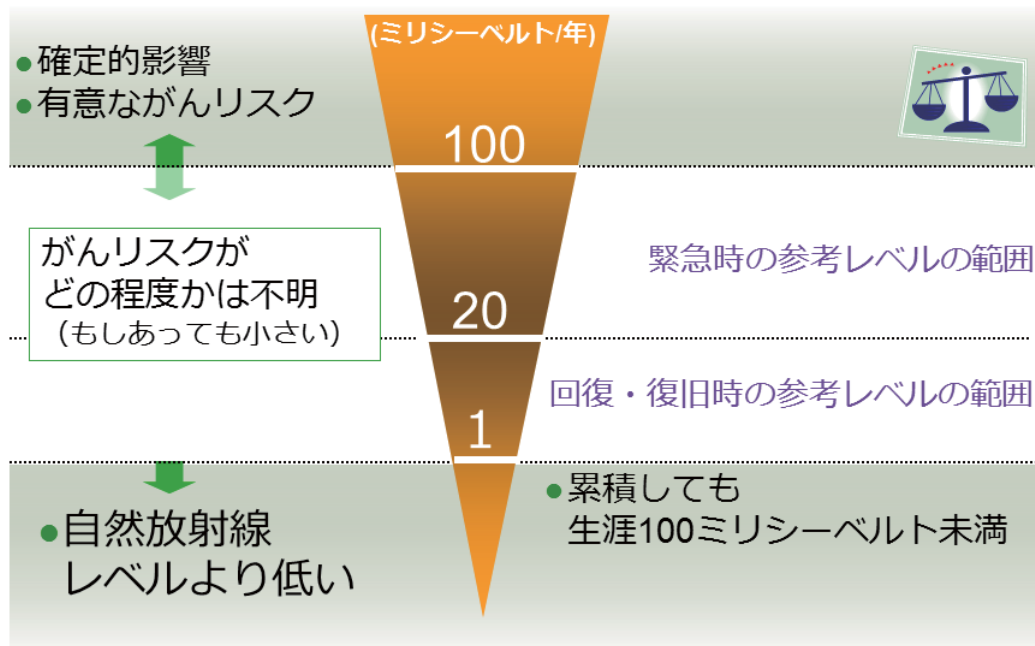 (ミリシーベルト/年)
●確定的影響
●有意ながんリスク
100
がんリスクが
どの程度かは不明
（もしあっても小さい）
緊急時の参考レベルの範囲
20
回復・復旧時の参考レベルの範囲
1
●自然放射線
レベルより低い
●累積しても
生涯100ミリシーベルト未満